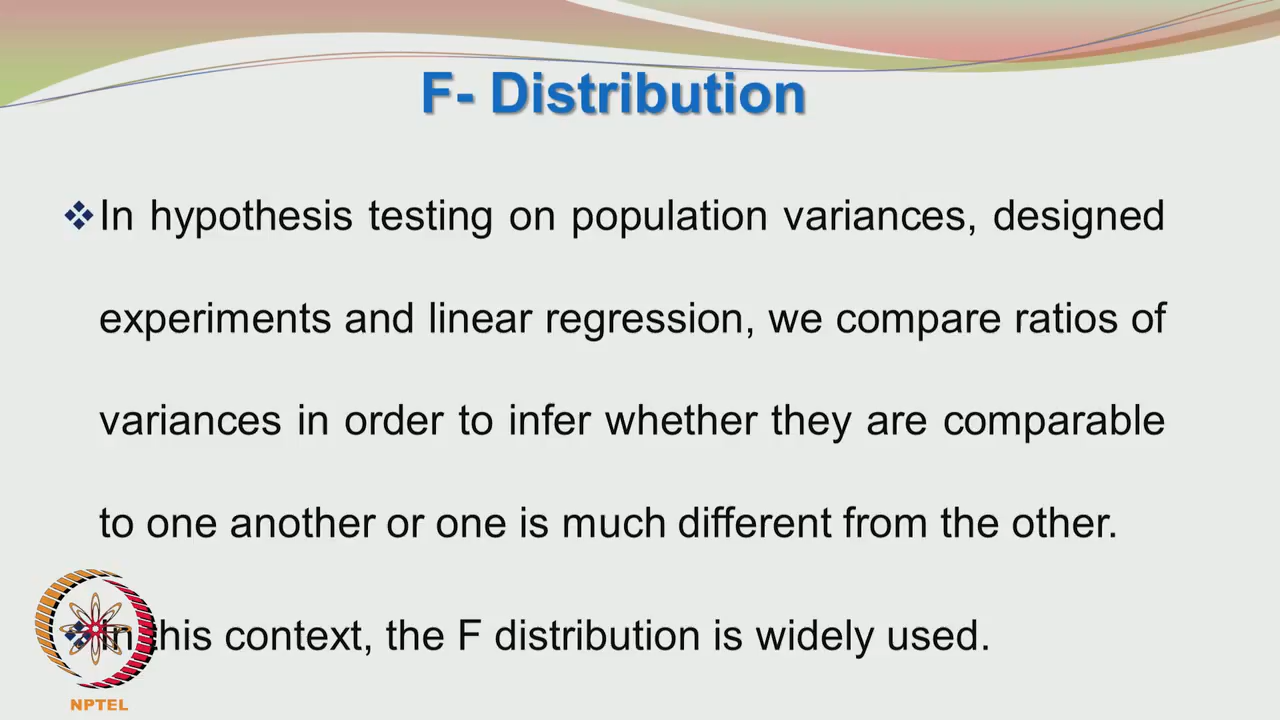 F- Distribution
In hypothesis testing on population variances, designed
experiments and linear regression, we compare ratios of
variances in order to infer whether they are comparable
to one another or one is much different from the other.
In this context, the F distribution is widely used.
NPTEL